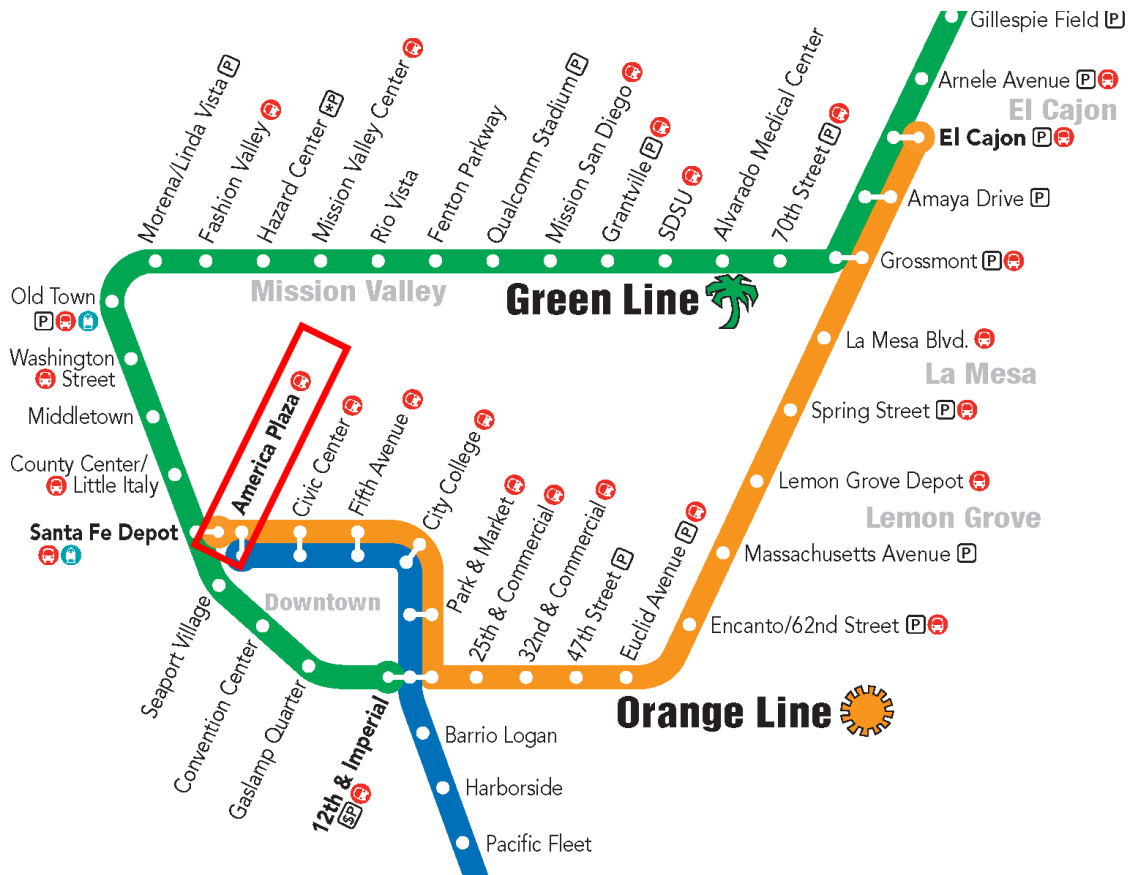 Gillespie Field P
Arnele Avenue P
El Cajon
El Cajon P
Amaya Drive P
Grossmont P
La Mesa Blvd.
La Mesa
Spring Street P
Lemon Grove Depot
Lemon Grove
Massachusetts Avenue P
Encanto/62nd Street P
Morena/Linda Vista P
Fashion Valley
Hazard Center *P
Mission Valley Center
Rio Vista
Fenton Parkway
Qualcomm Stadium P
Mission San Diego
Grantville P
SDSU
Alvarado Medical Center
70th Street P
Mission Valley
Green Line
Old Town
P
Washington
Street
Middletown
County Center/
Little Italy
Santa Fe Depot
America Plaza
Civic Center
Fifth Avenue
City College
Park & Market
25th & Commercial
32nd & Commercial
47th Street P
Euclid Avenue P
Downtown
Seaport Village
Convention Center
Gaslamp Quarter
12th & Imperial
SP
Orange Line
Barrio Logan
Harborside
Pacific Fleet